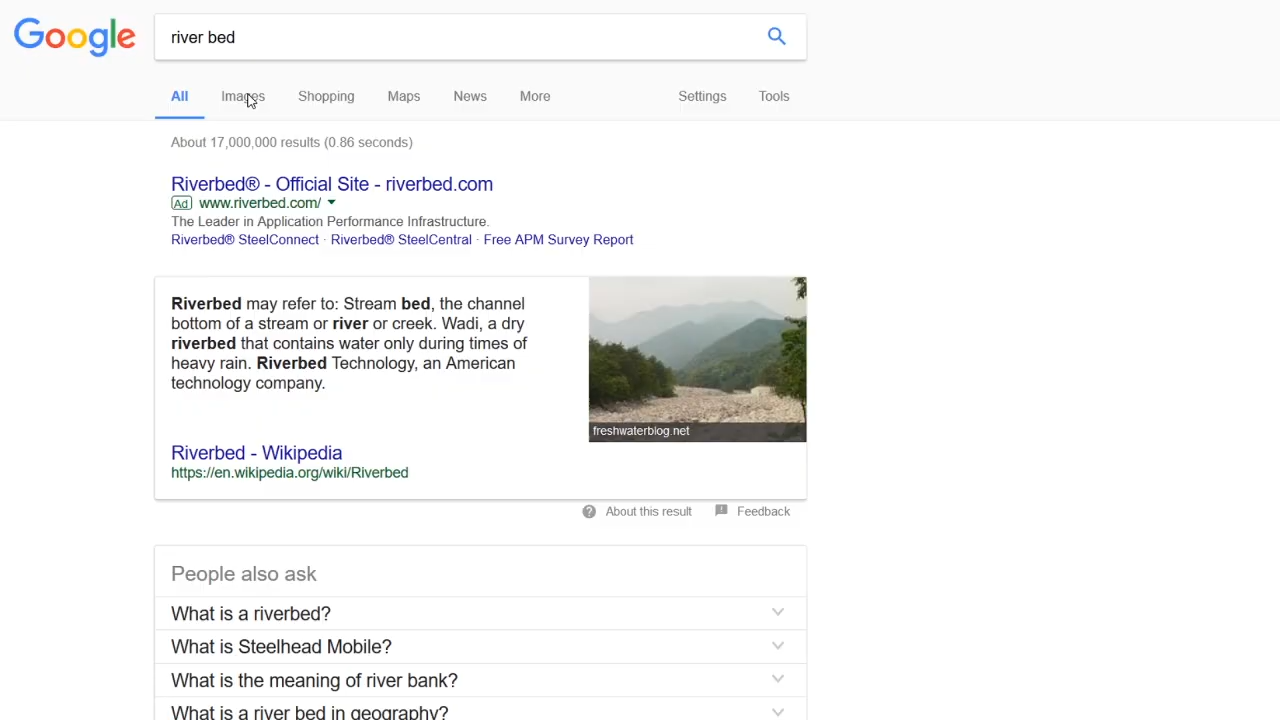 Google
river bed
All Images Shopping Maps News More Settings Tools
About 17,000,000 results (0.86 seconds)
Riverbed® - Official Site - riverbed.com
Ad www.riverbed.com/
The Leader in Application Performance Infrastructure.
Riverbed® SteelConnect · Riverbed® SteelCentral · Free APM Survey Report
Riverbed may refer to: Stream bed, the channel
bottom of a stream or river or creek. Wadi, a dry
riverbed that contains water only during times of
heavy rain. Riverbed Technology, an American
technology company.
freshwaterblog.net
Riverbed - Wikipedia
https://en.wikipedia.org/wiki/Riverbed
About this result Feedback
People also ask
What is a riverbed?
What is Steelhead Mobile?
What is the meaning of river bank?
What is a river bed in geography?